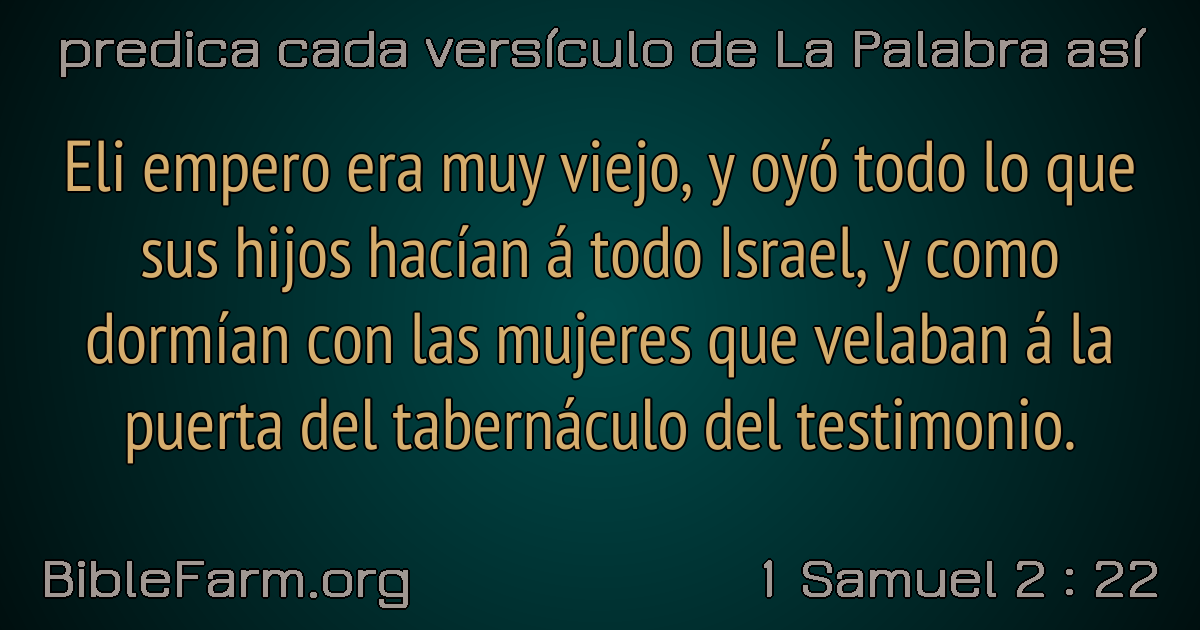 predica cada versículo de La Palabra así
Eli empero era muy viejo, y oyó todo lo que
sus hijos hacían á todo Israel, y como
dormían con las mujeres que velaban á la
puerta del tabernáculo del testimonio.
BibleFarm.org
1 Samuel 2 : 22